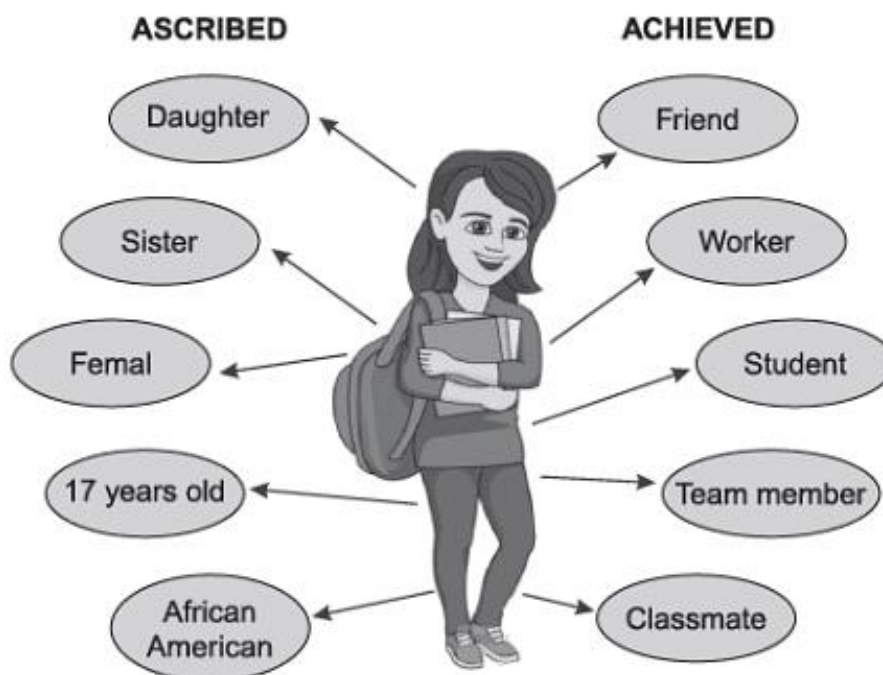 ASCRIBED
ACHIEVED
Daughter
Friend
Sister
Worker
Femal
Student
17 years old
Team member
African
American
Classmate